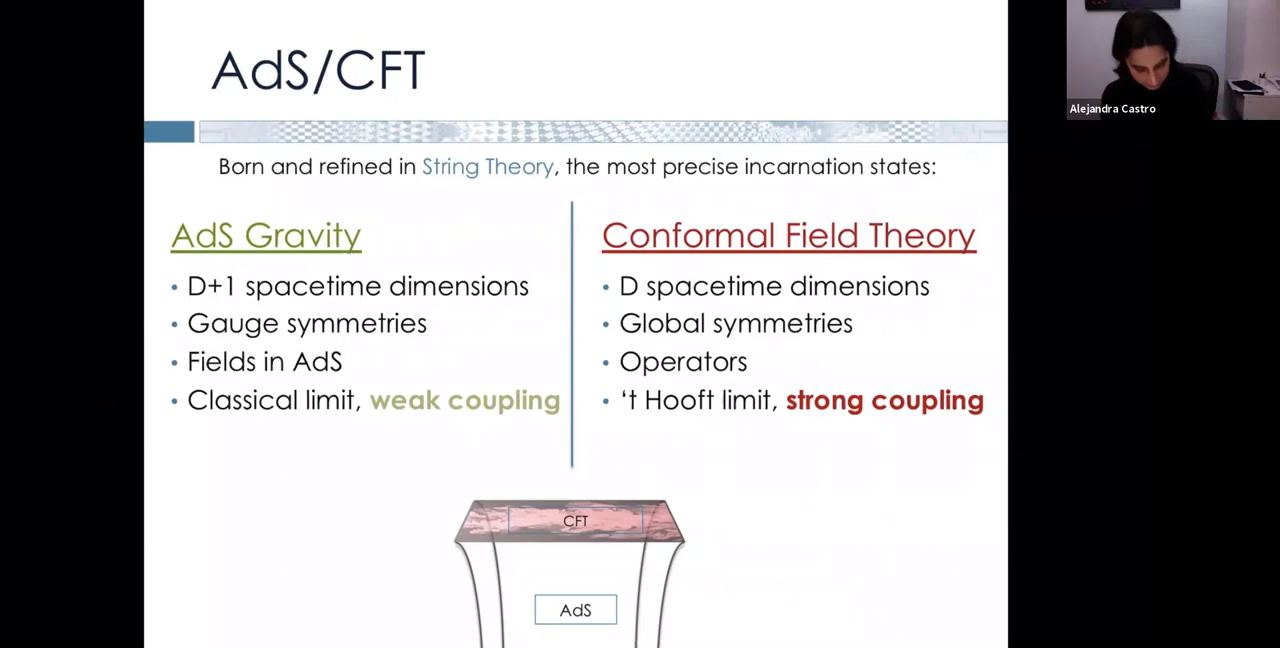 AdS/CFT
Born and refined in String Theory, the most precise incarnation states:
AdS Gravity
• D+1 spacetime dimensions
• Gauge symmetries
• Fields in AdS
• Classical limit, weak coupling
Conformal Field Theory
• D spacetime dimensions
• Global symmetries
• Operators
• ‘t Hooft limit, strong coupling
CFT
AdS
Alejandra Castro